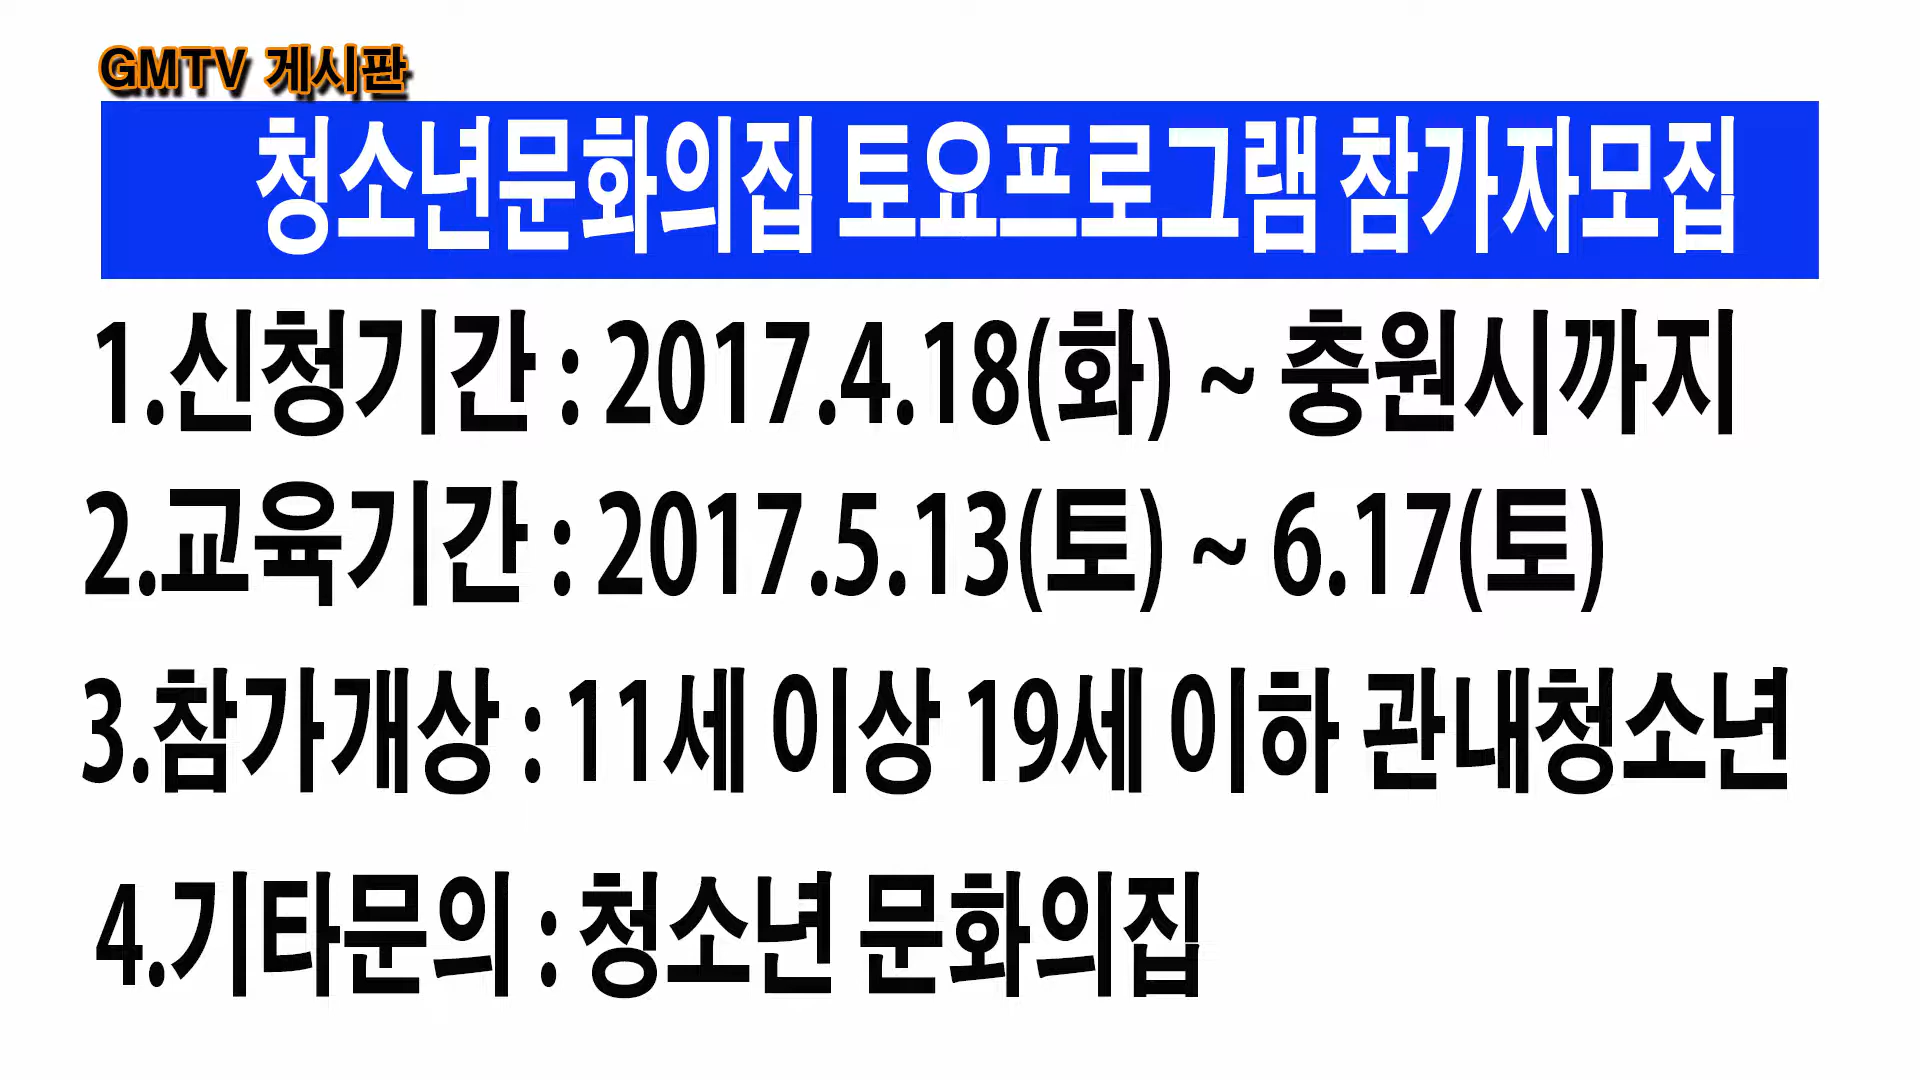 GMTV 게시판
청소년문화의집 토요프로그램 참가자모집
1.신청기간 : 2017.4.18(화) ~ 충원시까지
2.교육기간 : 2017.5.13(토) ~ 6.17(토)
3.참가개상 : 11세 이상 19세 이하 관내청소년
4.기타문의 : 청소년 문화의집